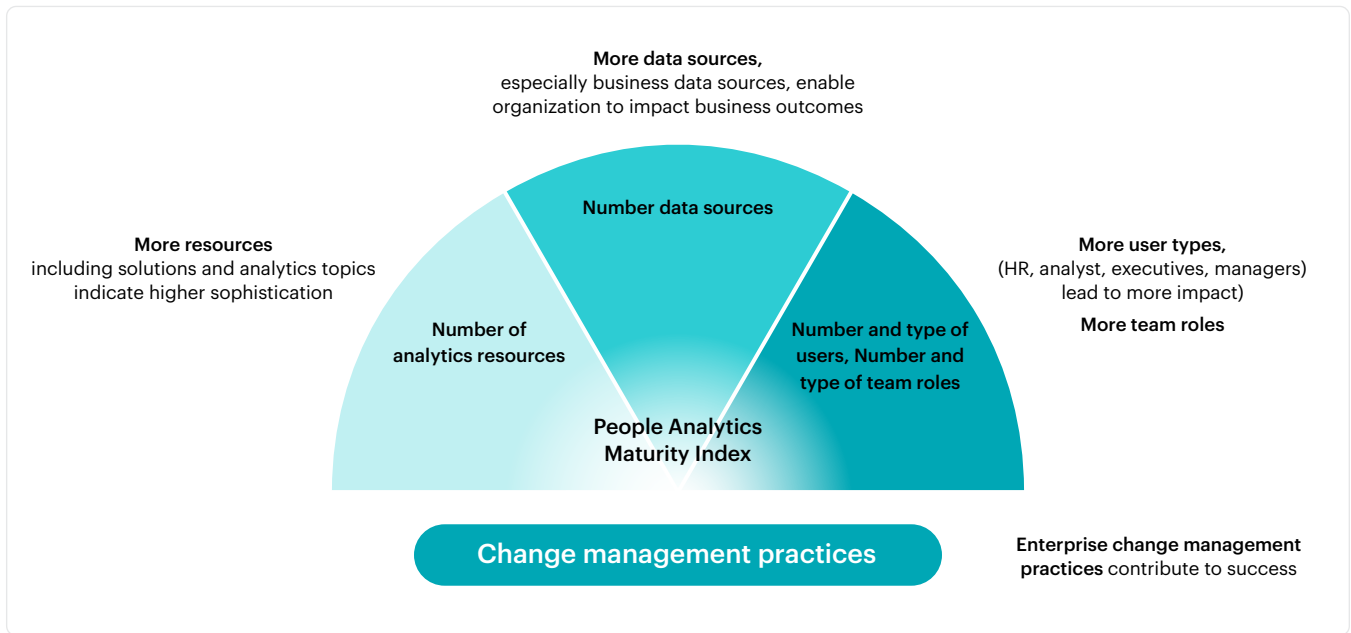 More data sources,
especially business data sources, enable
organization to impact business outcomes
Number data sources
More resources
including solutions and analytics topics
indicate higher sophistication
More user types,
(HR, analyst, executives, managers)
lead to more impact)
More team roles
Number of
analytics resources
Number and type of
users, Number and
type of team roles
People Analytics
Maturity Index
Change management practices
Enterprise change management
practices contribute to success